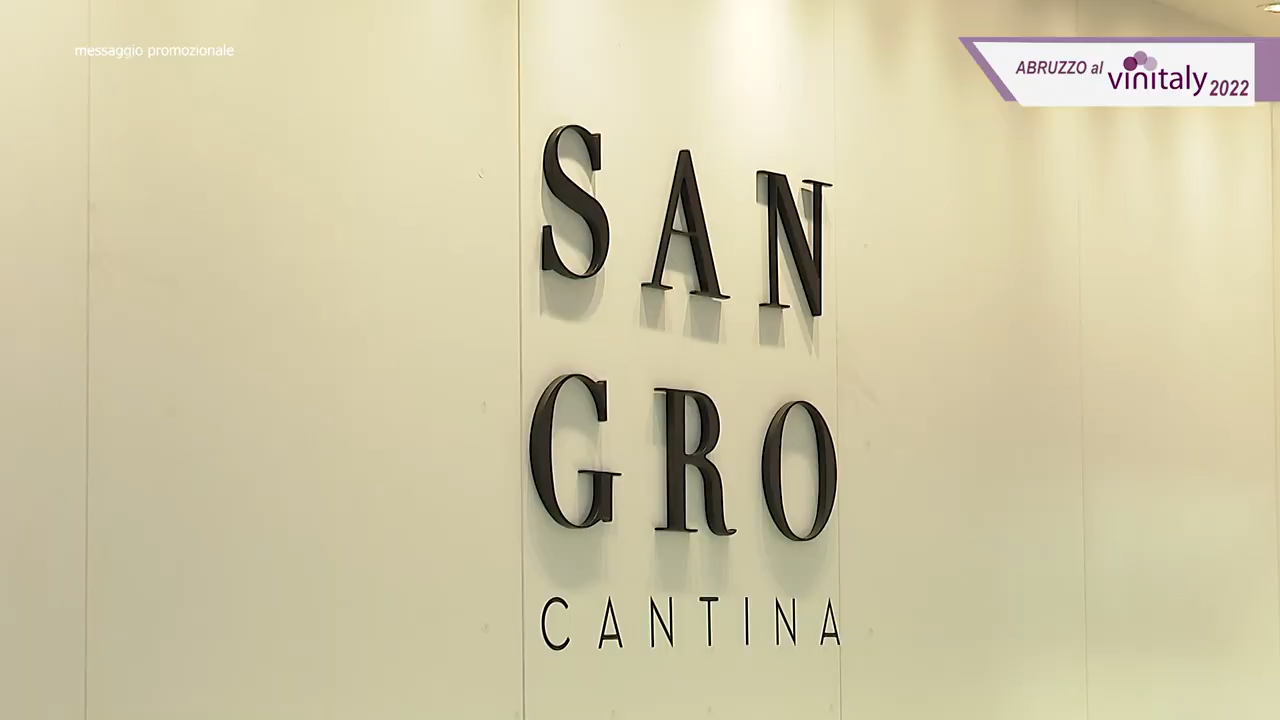 messaggio promozionale
ABRUZZO al vinitaly 2022
SAN
GRO
CANTINA